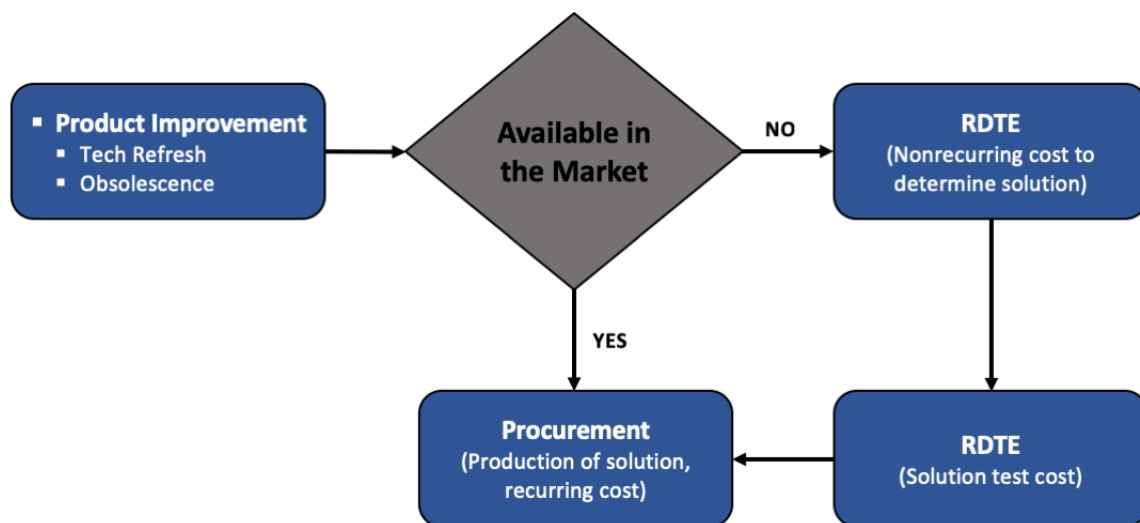 ▪ Product Improvement
▪ Tech Refresh
▪ Obsolescence
Available in
the Market
NO
RDTE
(Nonrecurring cost to
determine solution)
YES
Procurement
(Production of solution,
recurring cost)
RDTE
(Solution test cost)